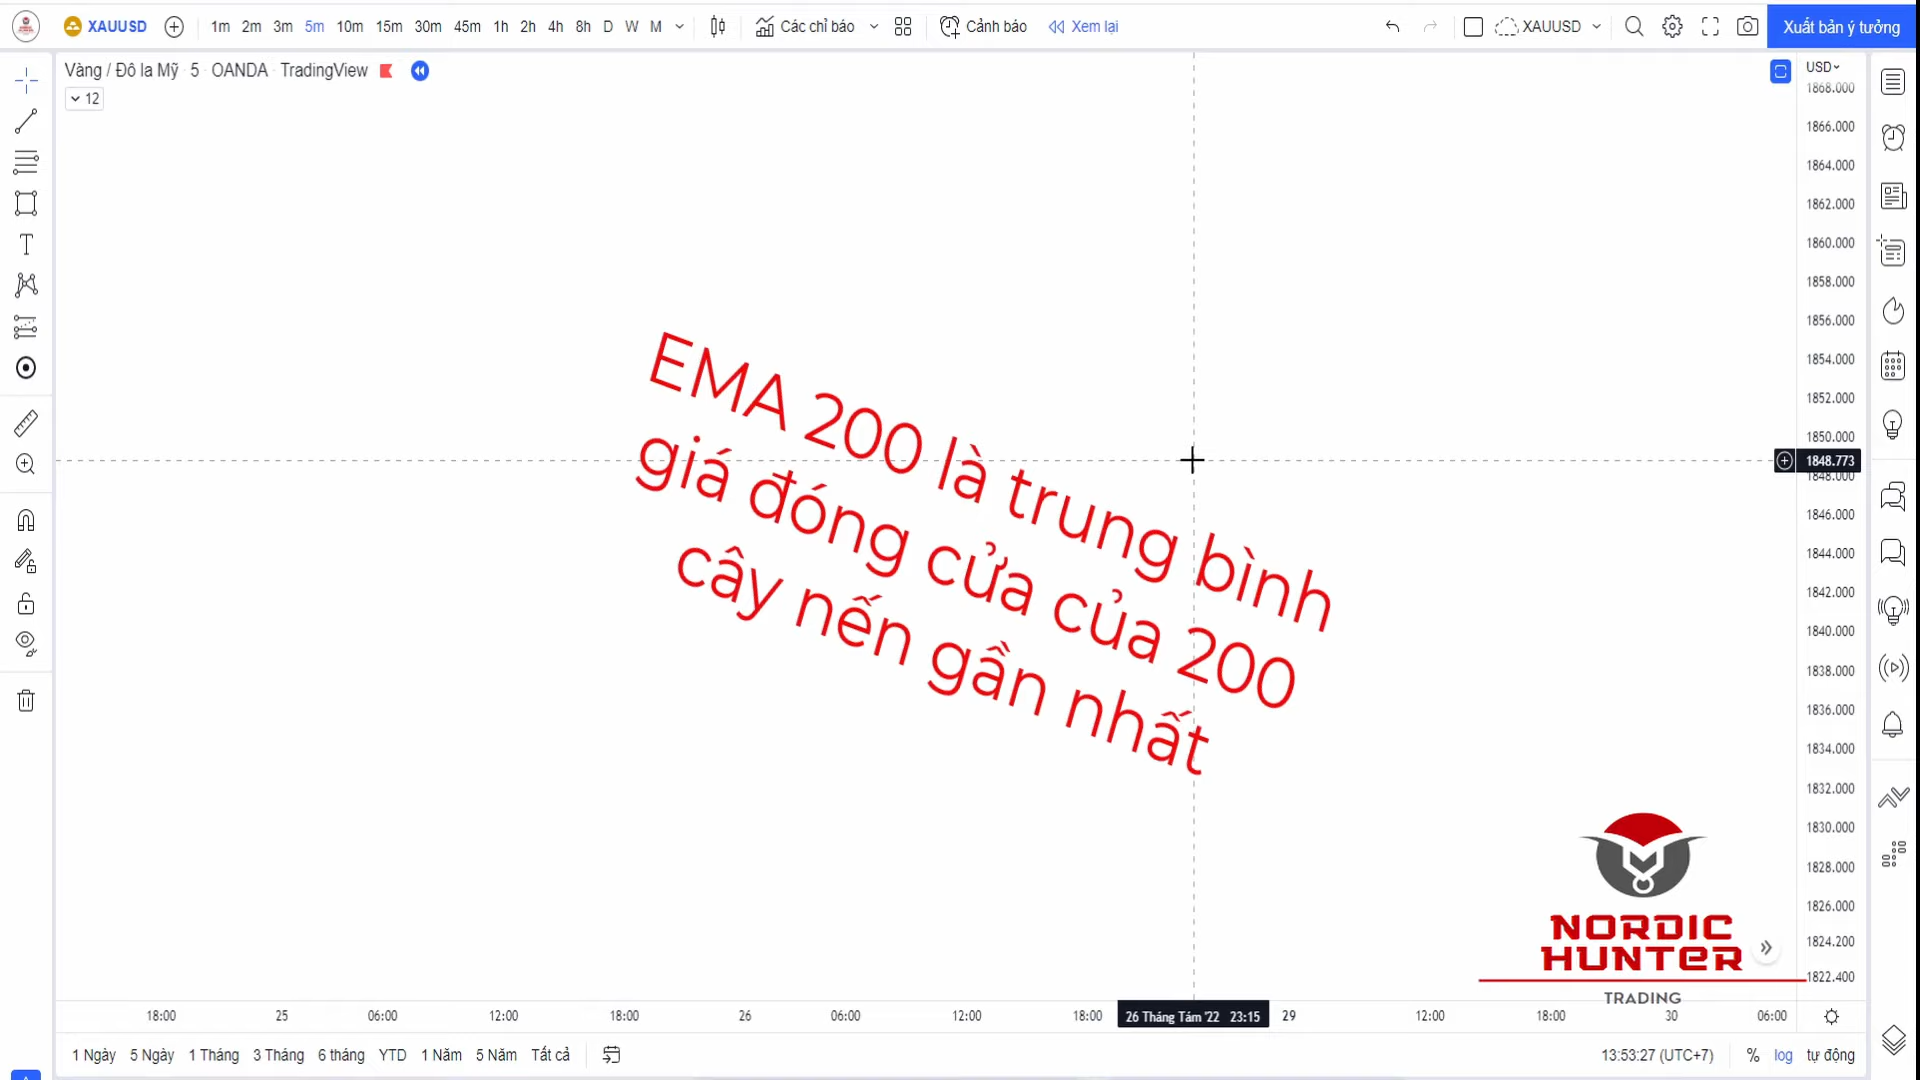 XAUUSD 1m 2m 3m 5m 10m 15m 30m 45m 1h 2h 4h 8h D W M Các chỉ báo Cảnh báo Xem lại XAUUSD Xuất bản ý tưởng
Vàng / Đô la Mỹ 5 OANDA TradingView
12
USD
1868.000
1866.000
1864.000
1862.000
1860.000
1858.000
1856.000
1854.000
1852.000
1850.000
1848.773
1848.000
1846.000
1844.000
1842.000
1840.000
1838.000
1836.000
1834.000
1832.000
1830.000
1828.000
1826.000
1824.200
1822.400
EMA 200 là trung bình
giá đóng cửa của 200
cây nến gần nhất
NORDIC
HUNTER
TRADING
18:00 25 06:00 12:00 18:00 26 06:00 12:00 18:00 26 Tháng Tám '22 23:15 29 12:00 18:00 30 06:00
1 Ngày 5 Ngày 1 Tháng 3 Tháng 6 tháng YTD 1 Năm 5 Năm Tất cả 13:53:27 (UTC+7) % log tự động